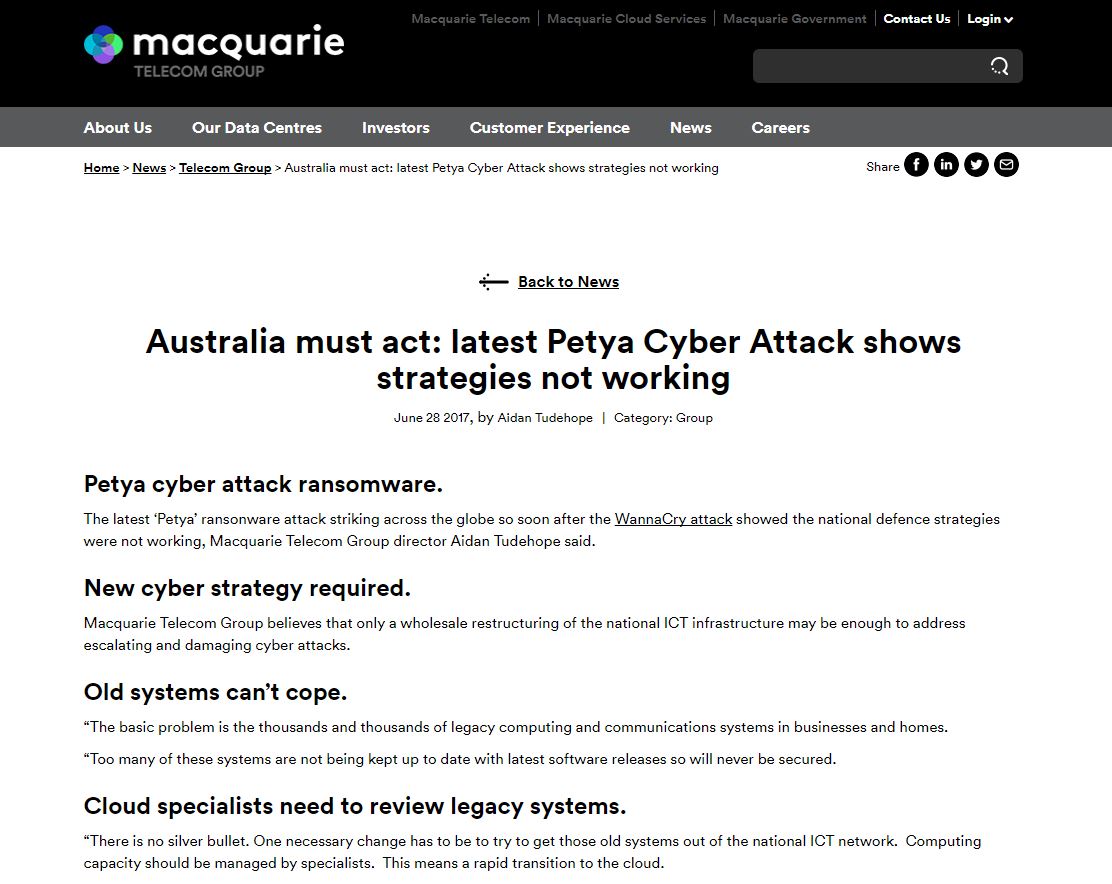 Macquarie Telecom | Macquarie Cloud Services | Macquarie Government | Contact Us | Login
macquarie
TELECOM GROUP
About Us Our Data Centres Investors Customer Experience News Careers
Home > News > Telecom Group > Australia must act: latest Petya Cyber Attack shows strategies not working Share
Back to News
Australia must act: latest Petya Cyber Attack shows
strategies not working
June 28 2017, by Aidan Tudehope | Category: Group
Petya cyber attack ransomware.
The latest ‘Petya’ ransonware attack striking across the globe so soon after the WannaCry attack showed the national defence strategies
were not working, Macquarie Telecom Group director Aidan Tudehope said.
New cyber strategy required.
Macquarie Telecom Group believes that only a wholesale restructuring of the national ICT infrastructure may be enough to address
escalating and damaging cyber attacks.
Old systems can’t cope.
“The basic problem is the thousands and thousands of legacy computing and communications systems in businesses and homes.
“Too many of these systems are not being kept up to date with latest software releases so will never be secured.
Cloud specialists need to review legacy systems.
“There is no silver bullet. One necessary change has to be to try to get those old systems out of the national ICT network.  Computing
capacity should be managed by specialists.  This means a rapid transition to the cloud.